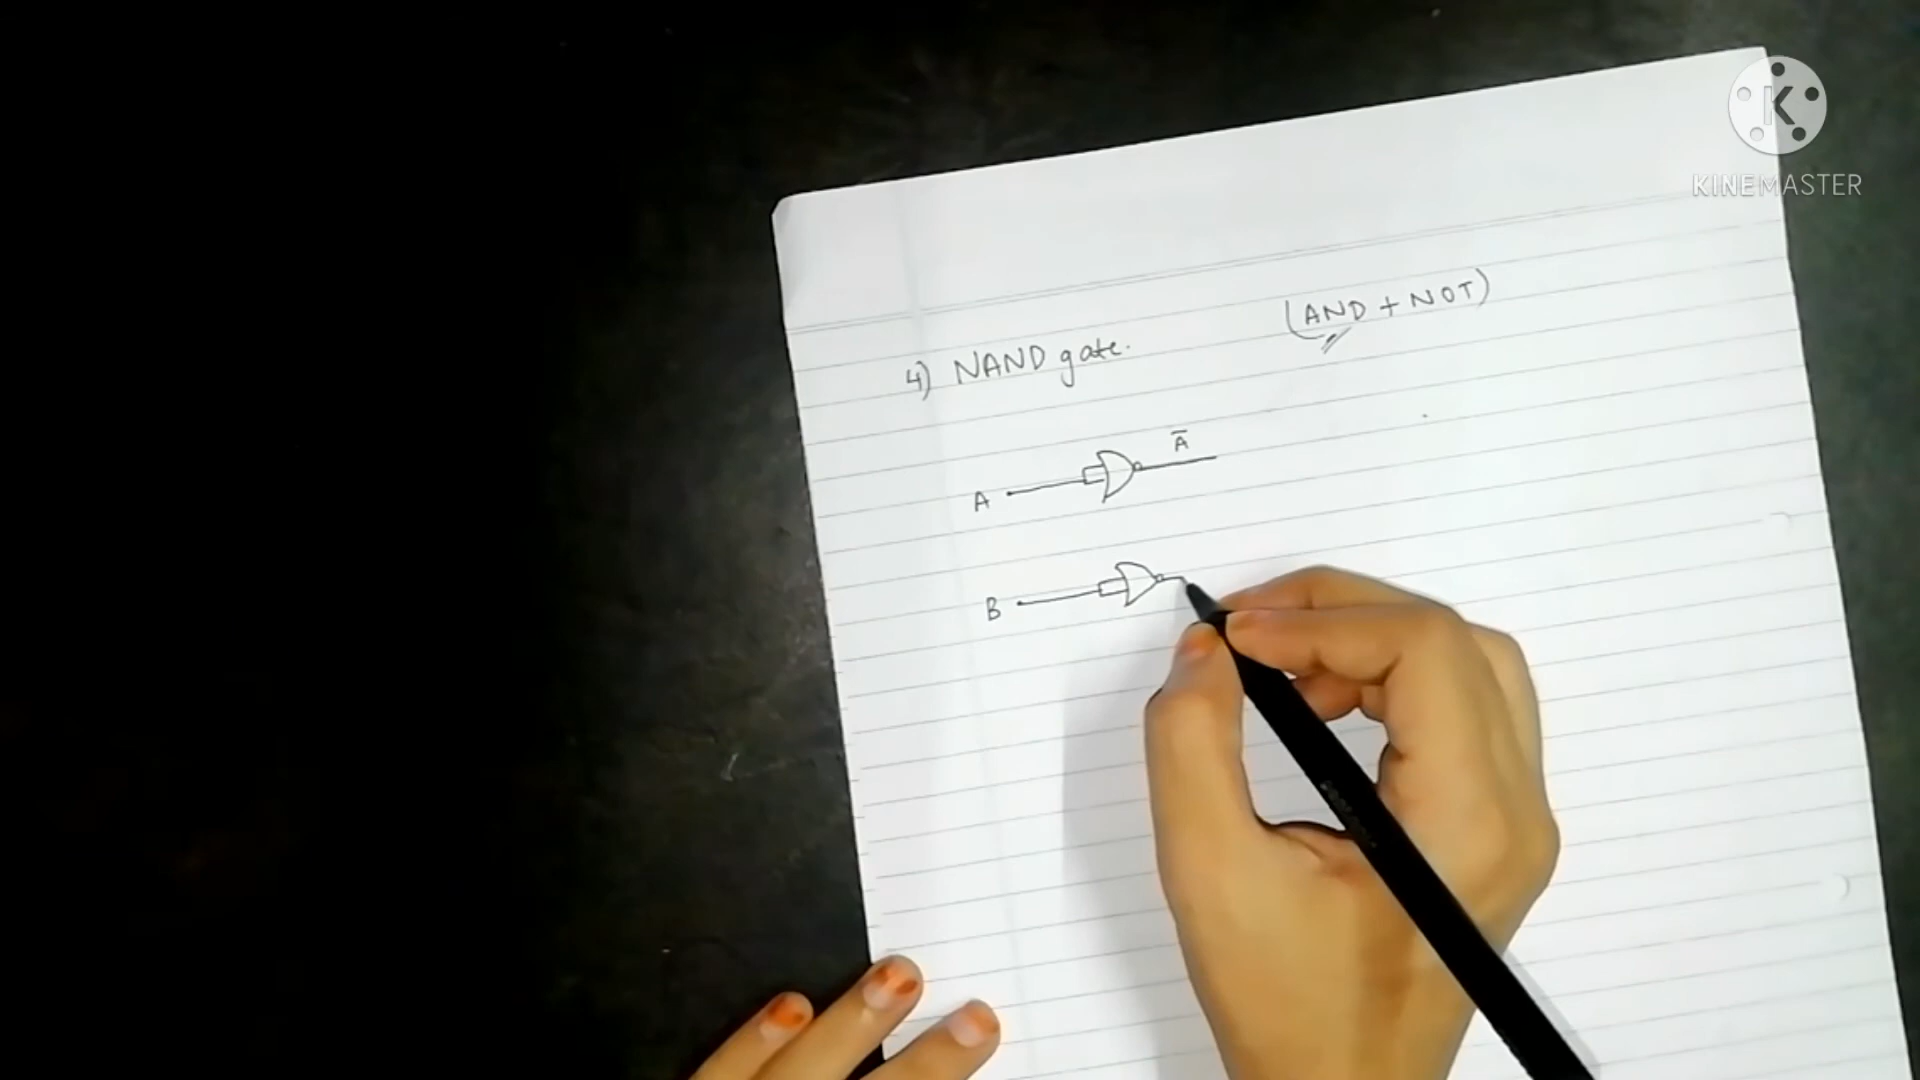 KINEMASTER
(AND + NOT)
4) NAND gate.
A̅
A
B